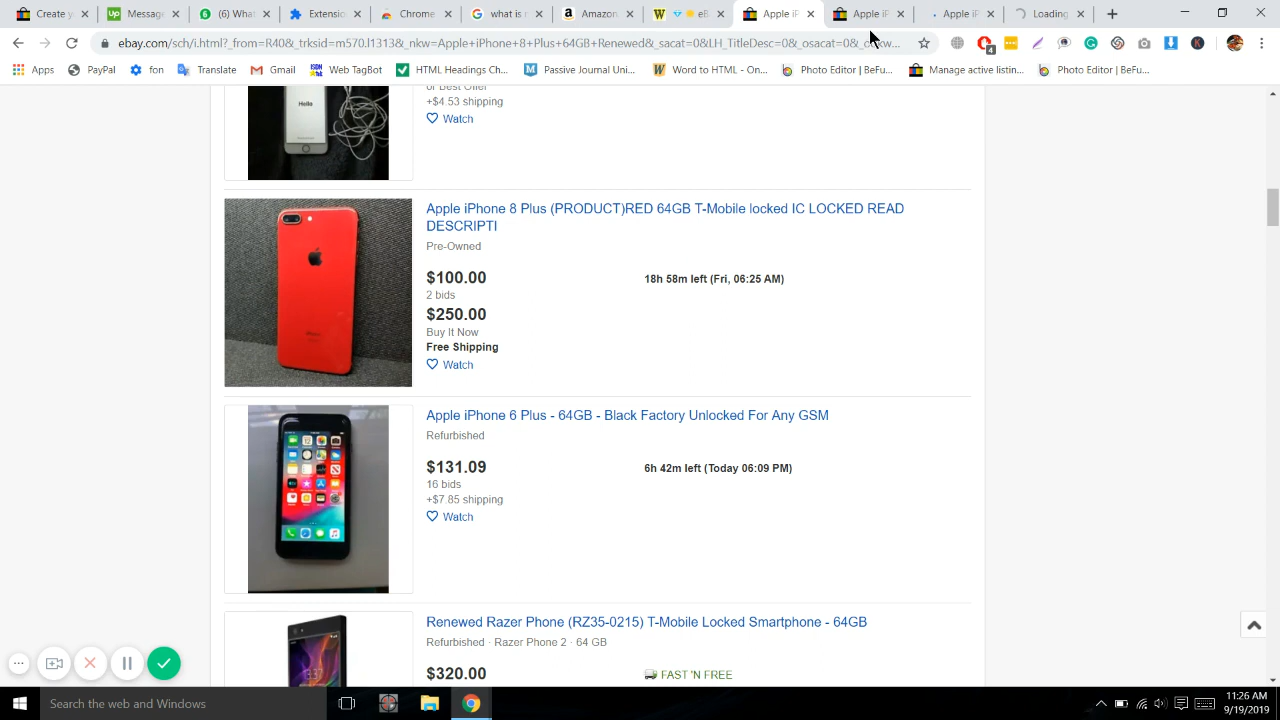 Create y
Messag
(6) (What
Extensio
Chrome
what is r
Amazon
eB
Apple iP
Apple iP
Apple iP
Loading
ebay.com/sch/i.html?_from=R40&_trksid=m570.l1313&_nkw=Apple+iPhone+8+Plus+64GB+Renewed&_sacat=0&LH_TitleDesc=0&_osacat=0&_odkw...
Apps
PayPal
fon
Translate
Gmail
Web TagBot
HTML Heading Ch...
Passive Journal Uni...
Word to HTML - On...
Photo Editor | BeFu...
Manage active listin...
Photo Editor | BeFu...
Hello
or Best Offer
+$4.53 shipping
Watch
Apple iPhone 8 Plus (PRODUCT)RED 64GB T-Mobile locked IC LOCKED READ
DESCRIPTI
Pre-Owned
$100.00
18h 58m left (Fri, 06:25 AM)
2 bids
$250.00
Buy It Now
Free Shipping
Watch
Apple iPhone 6 Plus - 64GB - Black Factory Unlocked For Any GSM
Refurbished
$131.09
6h 42m left (Today 06:09 PM)
16 bids
+$7.85 shipping
Watch
Renewed Razer Phone (RZ35-0215) T-Mobile Locked Smartphone - 64GB
Refurbished · Razer Phone 2 · 64 GB
$320.00
FAST 'N FREE
Search the web and Windows
11:26 AM
9/19/2019